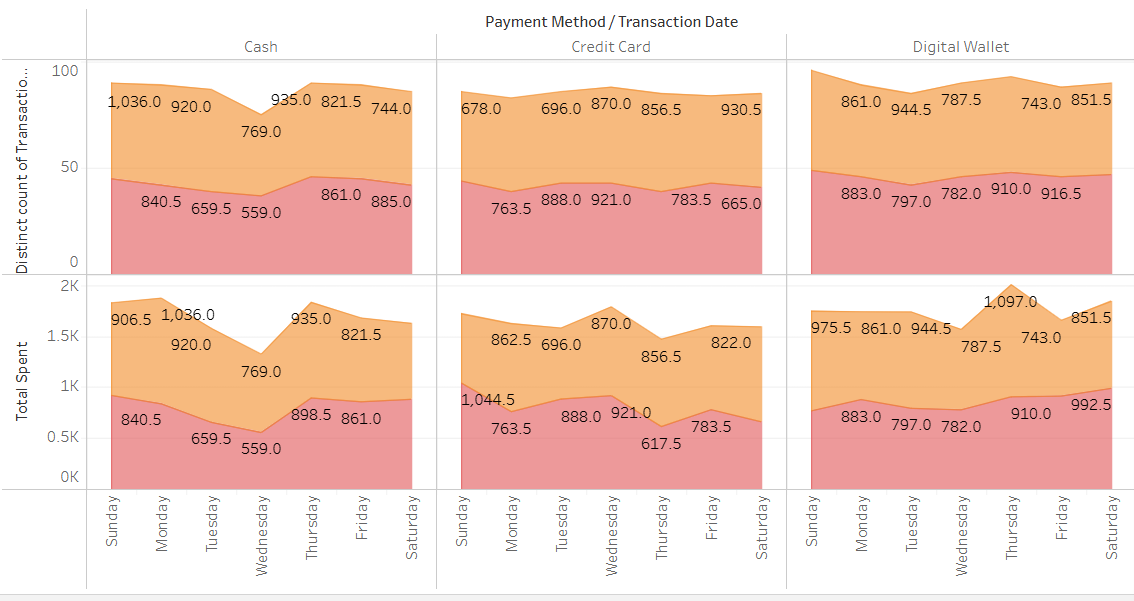 Payment Method / Transaction Date
Cash Credit Card Digital Wallet
Distinct count of Transactio...
100
50
0
1,036.0 920.0 769.0 935.0 821.5 744.0
840.5 659.5 559.0 861.0 885.0
678.0 696.0 870.0 856.5 930.5
763.5 888.0 921.0 783.5 665.0
861.0 944.5 787.5 743.0 851.5
883.0 797.0 782.0 910.0 916.5
Total Spent
2K
1.5K
1K
0.5K
0K
906.5 1,036.0 920.0 769.0 935.0 821.5
840.5 659.5 559.0 898.5 861.0
862.5 696.0 870.0 856.5 822.0
1,044.5 763.5 888.0 921.0 617.5 783.5
975.5 861.0 944.5 787.5 1,097.0 743.0 851.5
883.0 797.0 782.0 910.0 992.5
Sunday Monday Tuesday Wednesday Thursday Friday Saturday
Sunday Monday Tuesday Wednesday Thursday Friday Saturday
Sunday Monday Tuesday Wednesday Thursday Friday Saturday